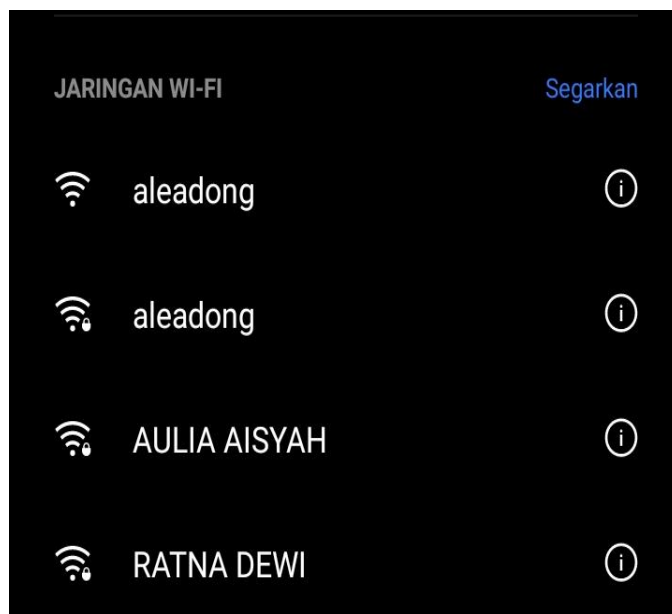 JARINGAN WI-FI Segarkan
aleadong
aleadong
AULIA AISYAH
RATNA DEWI